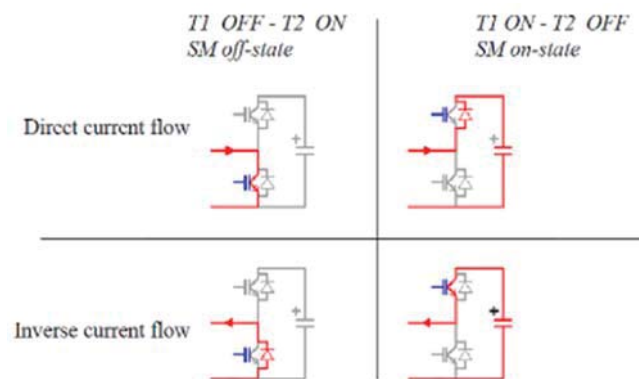 T1 OFF - T2 ON
SM off-state
T1 ON - T2 OFF
SM on-state
Direct current flow
+
+
Inverse current flow
+
+